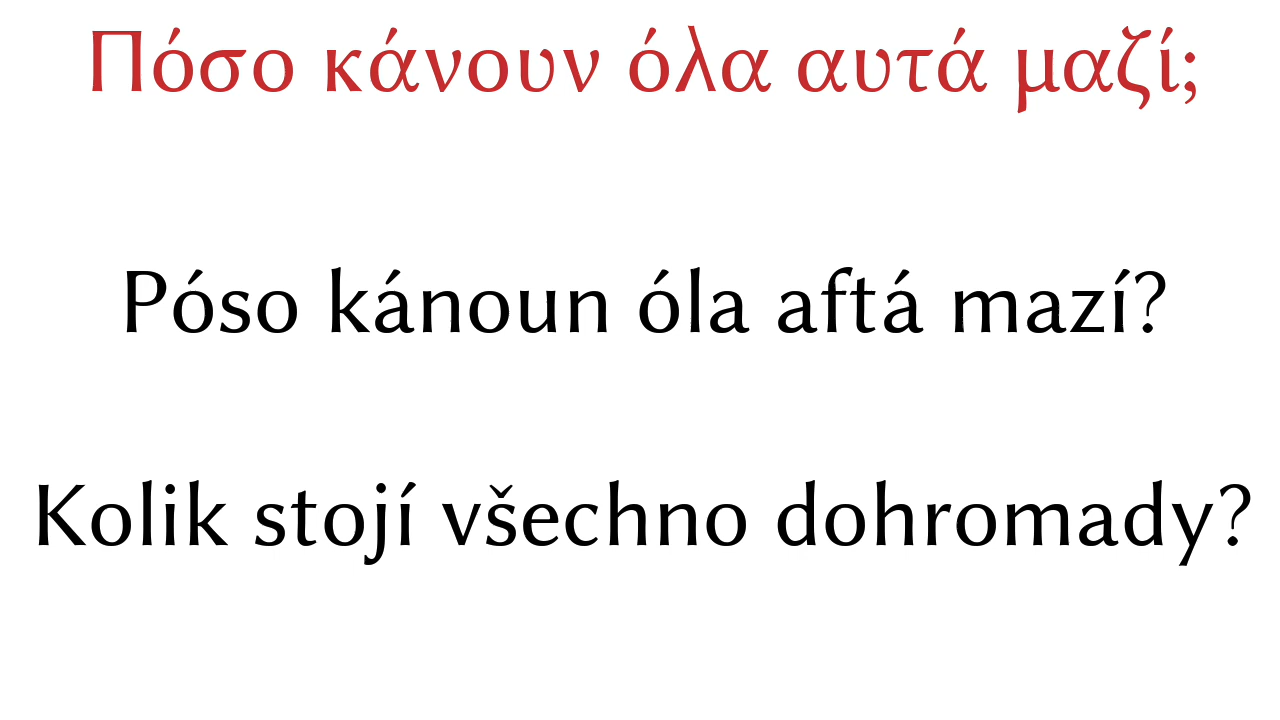 Πόσο κάνουν όλα αυτά μαζί;
Póso kánoun óla aftá mazí?
Kolik stojí všechno dohromady?